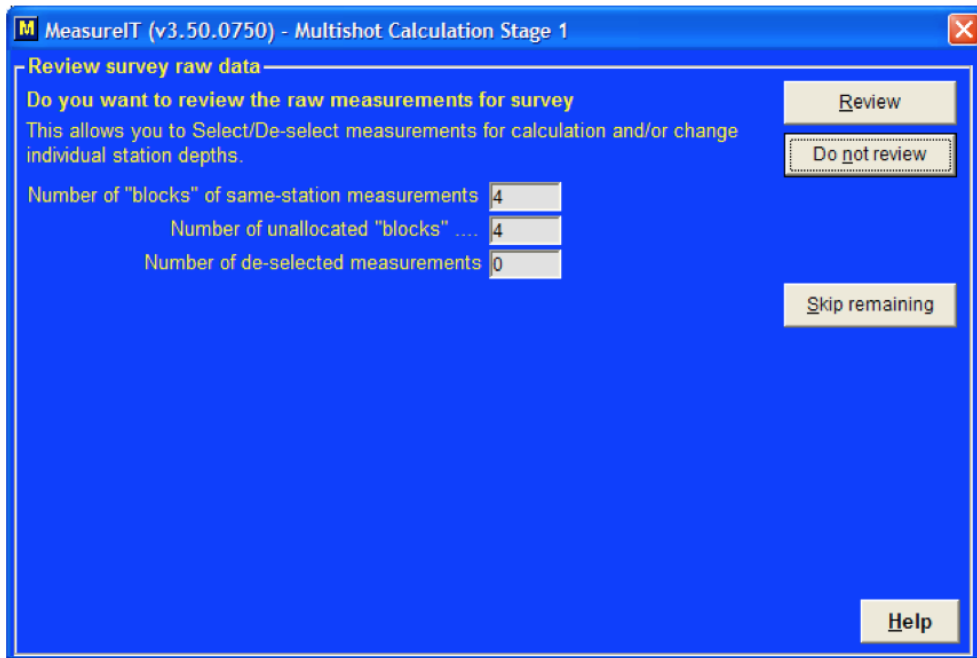 MeasureIT (v3.50.0750) - Multishot Calculation Stage 1
Review survey raw data
Do you want to review the raw measurements for survey
This allows you to Select/De-select measurements for calculation and/or change
individual station depths.
Review
Do not review
Number of "blocks" of same-station measurements 4
Number of unallocated "blocks" .... 4
Number of de-selected measurements 0
Skip remaining
Help